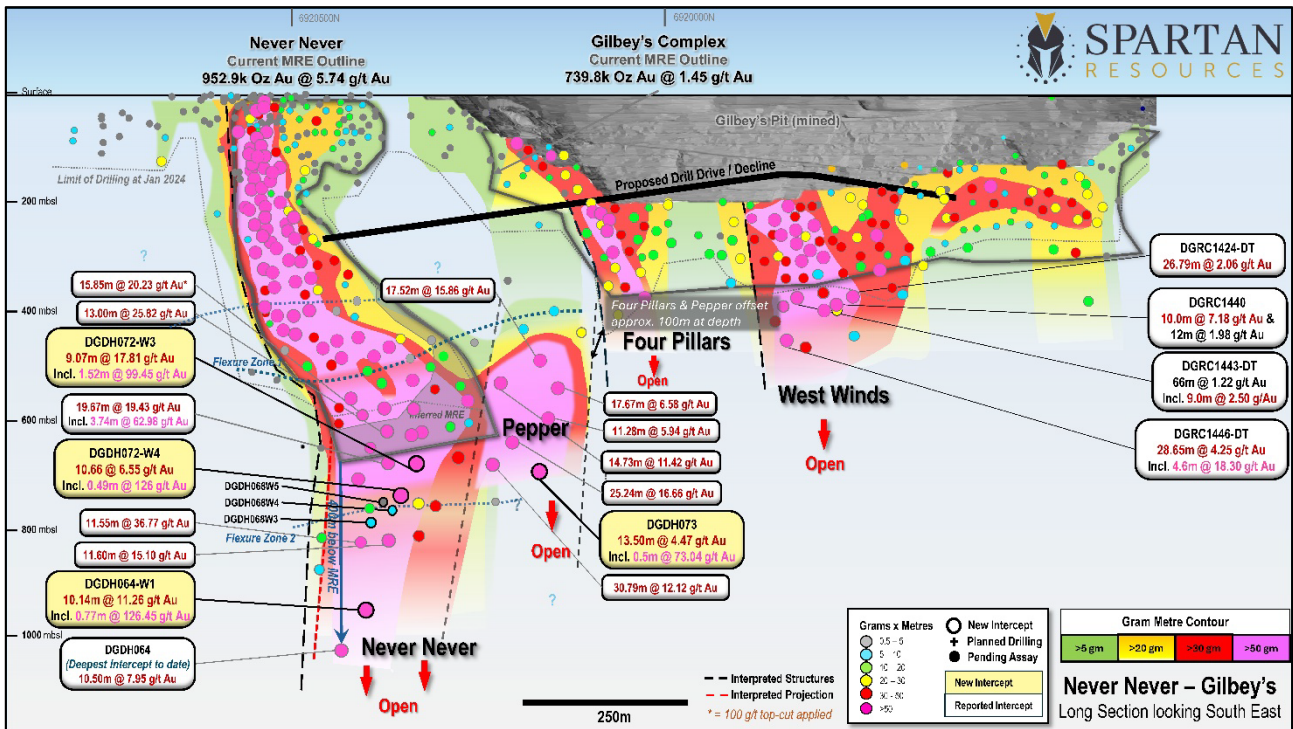 6920500N
6920000N
Never Never
Current MRE Outline
952.9k Oz Au @ 5.74 g/t Au
Gilbey's Complex
Current MRE Outline
739.8k Oz Au @ 1.45 g/t Au
SPARTAN
RESOURCES
Surface
Gilbey's Pit (mined)
Limit of Drilling at Jan 2024
Proposed Drill Drive / Decline
200 mbsl
400 mbsl
600 mbsl
800 mbsl
1000 mbsl
?
?
?
?
15.85m @ 20.23 g/t Au*
13.00m @ 25.82 g/t Au
DGDH072-W3
9.07m @ 17.81 g/t Au
Incl. 1.52m @ 99.45 g/t Au
19.67m @ 19.43 g/t Au
Incl. 3.74m @ 62.98 g/t Au
DGDH072-W4
10.66 @ 6.55 g/t Au
Incl. 0.49m @ 126 g/t Au
11.55m @ 36.77 g/t Au
11.60m @ 15.10 g/t Au
DGDH064-W1
10.14m @ 11.26 g/t Au
Incl. 0.77m @ 126.45 g/t Au
DGDH064
(Deepest intercept to date)
10.50m @ 7.95 g/t Au
Flexure Zone
Flexure Zone 2
DGDH068W5
DGDH068W4
DGDH068W3
400m below MRE
Inferred MRE
17.52m @ 15.86 g/t Au
Four Pillars & Pepper offset
approx. 100m at depth
Four Pillars
Open
Pepper
Open
West Winds
Open
Never Never
Open
17.67m @ 6.58 g/t Au
11.28m @ 5.94 g/t Au
14.73m @ 11.42 g/t Au
25.24m @ 16.66 g/t Au
DGDH073
13.50m @ 4.47 g/t Au
Incl. 0.5m @ 73.04 g/t Au
30.79m @ 12.12 g/t Au
DGRC1424-DT
26.79m @ 2.06 g/t Au
DGRC1440
10.0m @ 7.18 g/t Au &
12m @ 1.98 g/t Au
DGRC1443-DT
66m @ 1.22 g/t Au
Incl. 9.0m @ 2.50 g/Au
DGRC1446-DT
28.65m @ 4.25 g/t Au
Incl. 4.6m @ 18.30 g/t Au
Interpreted Structures
Interpreted Projection
* = 100 g/t top-cut applied
250m
Grams x Metres
0.5 - 5
5 - 10
10 - 20
20 - 30
30 - 50
>50
New Intercept
Planned Drilling
Pending Assay
New Intercept
Reported Intercept
Gram Metre Contour
>5 gm
>20 gm
>30 gm
>50 gm
Never Never – Gilbey's
Long Section looking South East